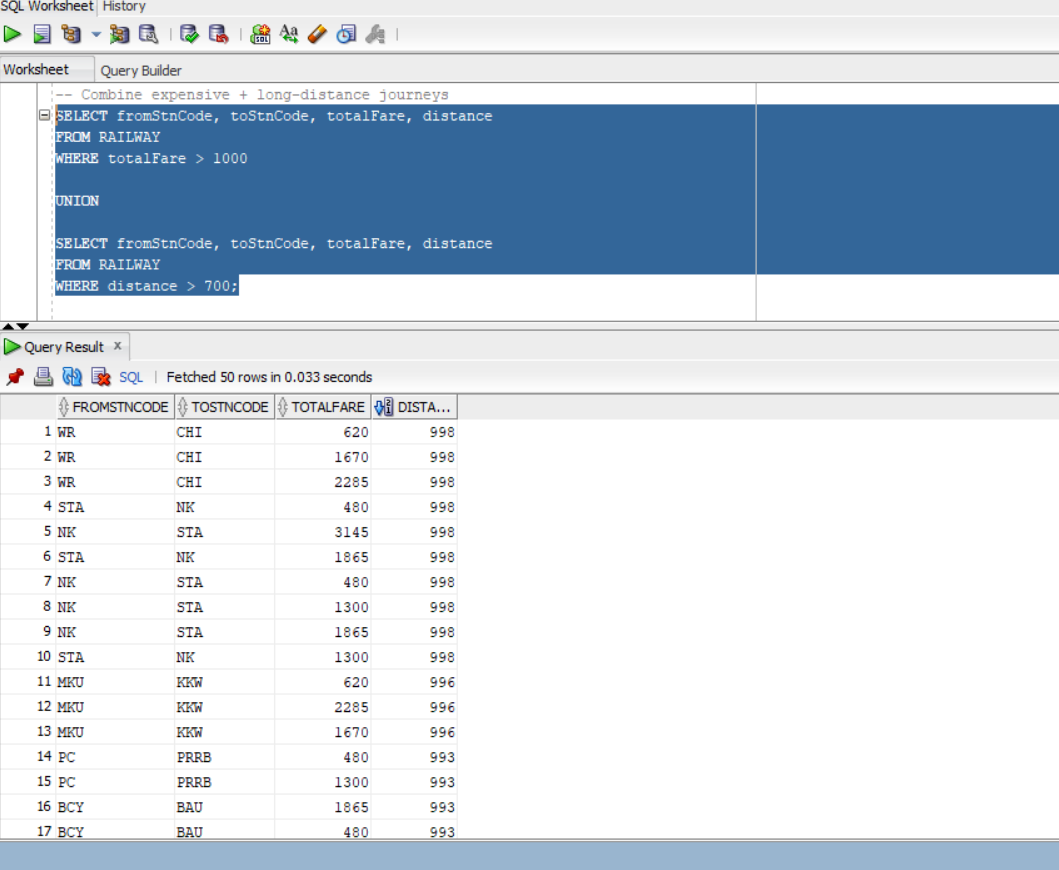 SQL Worksheet History
Worksheet Query Builder
-- Combine expensive + long-distance journeys
SELECT fromStnCode, toStnCode, totalFare, distance
FROM RAILWAY
WHERE totalFare > 1000
UNION
SELECT fromStnCode, toStnCode, totalFare, distance
FROM RAILWAY
WHERE distance > 700;
Query Result x
SQL | Fetched 50 rows in 0.033 seconds
FROMSTNCODE TOSTNCODE TOTALFARE DISTA...
1 WR CHI 620 998
2 WR CHI 1670 998
3 WR CHI 2285 998
4 STA NK 480 998
5 NK STA 3145 998
6 STA NK 1865 998
7 NK STA 480 998
8 NK STA 1300 998
9 NK STA 1865 998
10 STA NK 1300 998
11 MKU KKW 620 996
12 MKU KKW 2285 996
13 MKU KKW 1670 996
14 PC PRRB 480 993
15 PC PRRB 1300 993
16 BCY BAU 1865 993
17 BCY BAU 480 993